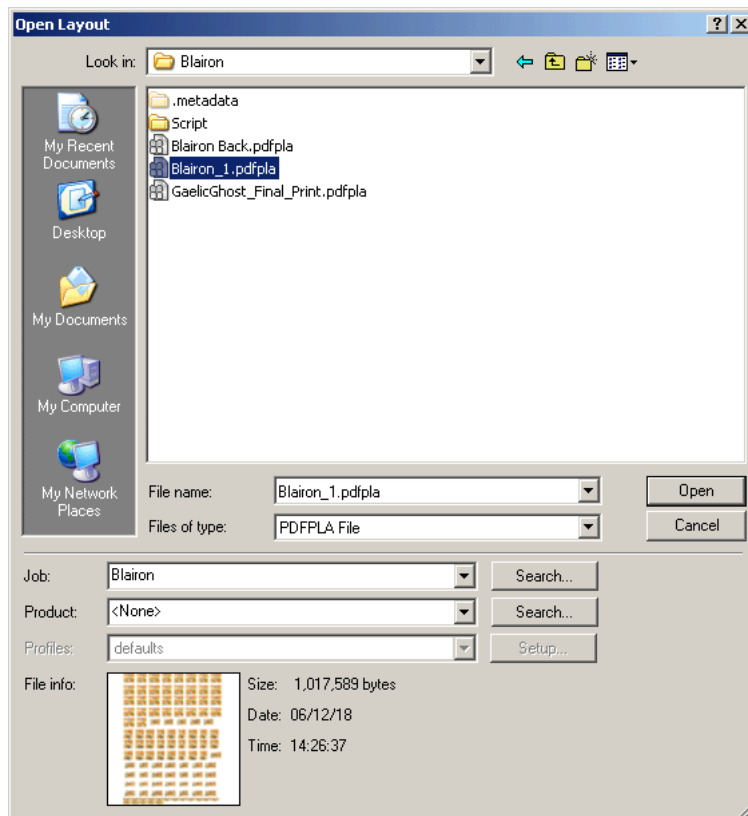 Open Layout
Look in: Blairon
.metadata
Script
Blairon Back.pdfpla
Blairon_1.pdfpla
GaelicGhost_Final_Print.pdfpla
My Recent
Documents
Desktop
My Documents
My Computer
My Network
Places
File name: Blairon_1.pdfpla Open
Files of type: PDFPLA File Cancel
Job: Blairon Search...
Product: <None> Search...
Profiles: defaults Setup...
File info: Size: 1,017,589 bytes
Date: 06/12/18
Time: 14:26:37